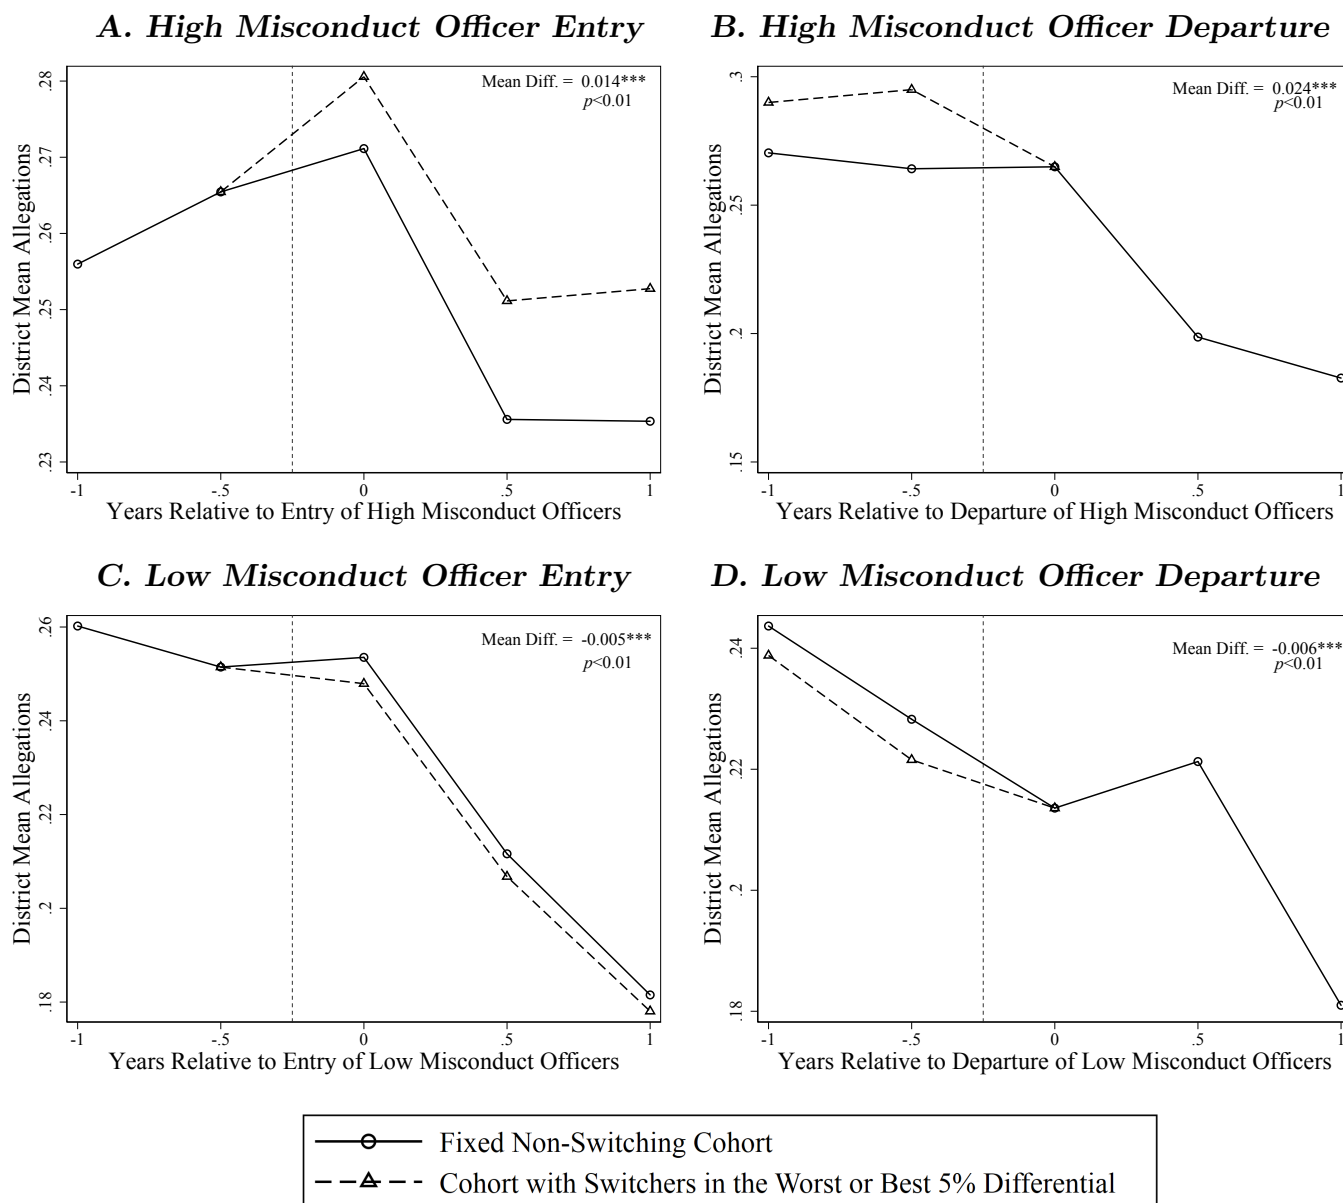 A. High Misconduct Officer Entry
Mean Diff. = 0.014***
p<0.01
District Mean Allegations
.28
.27
.26
.25
.24
.23
-1 -.5 0 .5 1
Years Relative to Entry of High Misconduct Officers
B. High Misconduct Officer Departure
Mean Diff. = 0.024***
p<0.01
District Mean Allegations
.3
.25
.2
.15
-1 -.5 0 .5 1
Years Relative to Departure of High Misconduct Officers
C. Low Misconduct Officer Entry
Mean Diff. = -0.005***
p<0.01
District Mean Allegations
.26
.24
.22
.2
.18
-1 -.5 0 .5 1
Years Relative to Entry of Low Misconduct Officers
D. Low Misconduct Officer Departure
Mean Diff. = -0.006***
p<0.01
District Mean Allegations
.24
.22
.2
.18
-1 -.5 0 .5 1
Years Relative to Departure of Low Misconduct Officers
Fixed Non-Switching Cohort
Cohort with Switchers in the Worst or Best 5% Differential